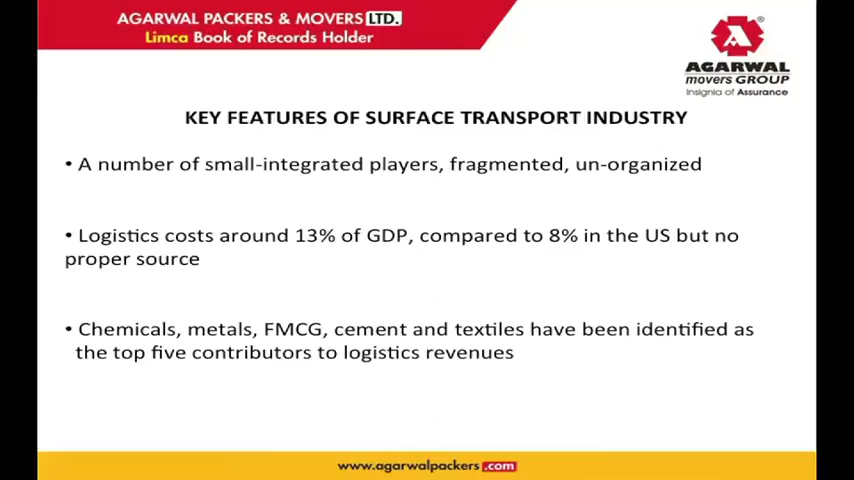 AGARWAL PACKERS & MOVERS LTD.
Limca Book of Records Holder
A
®
AGARWAL
movers GROUP
Insignia of Assurance
KEY FEATURES OF SURFACE TRANSPORT INDUSTRY
• A number of small-integrated players, fragmented, un-organized
• Logistics costs around 13% of GDP, compared to 8% in the US but no
proper source
• Chemicals, metals, FMCG, cement and textiles have been identified as
the top five contributors to logistics revenues
www.agarwalpackers.com